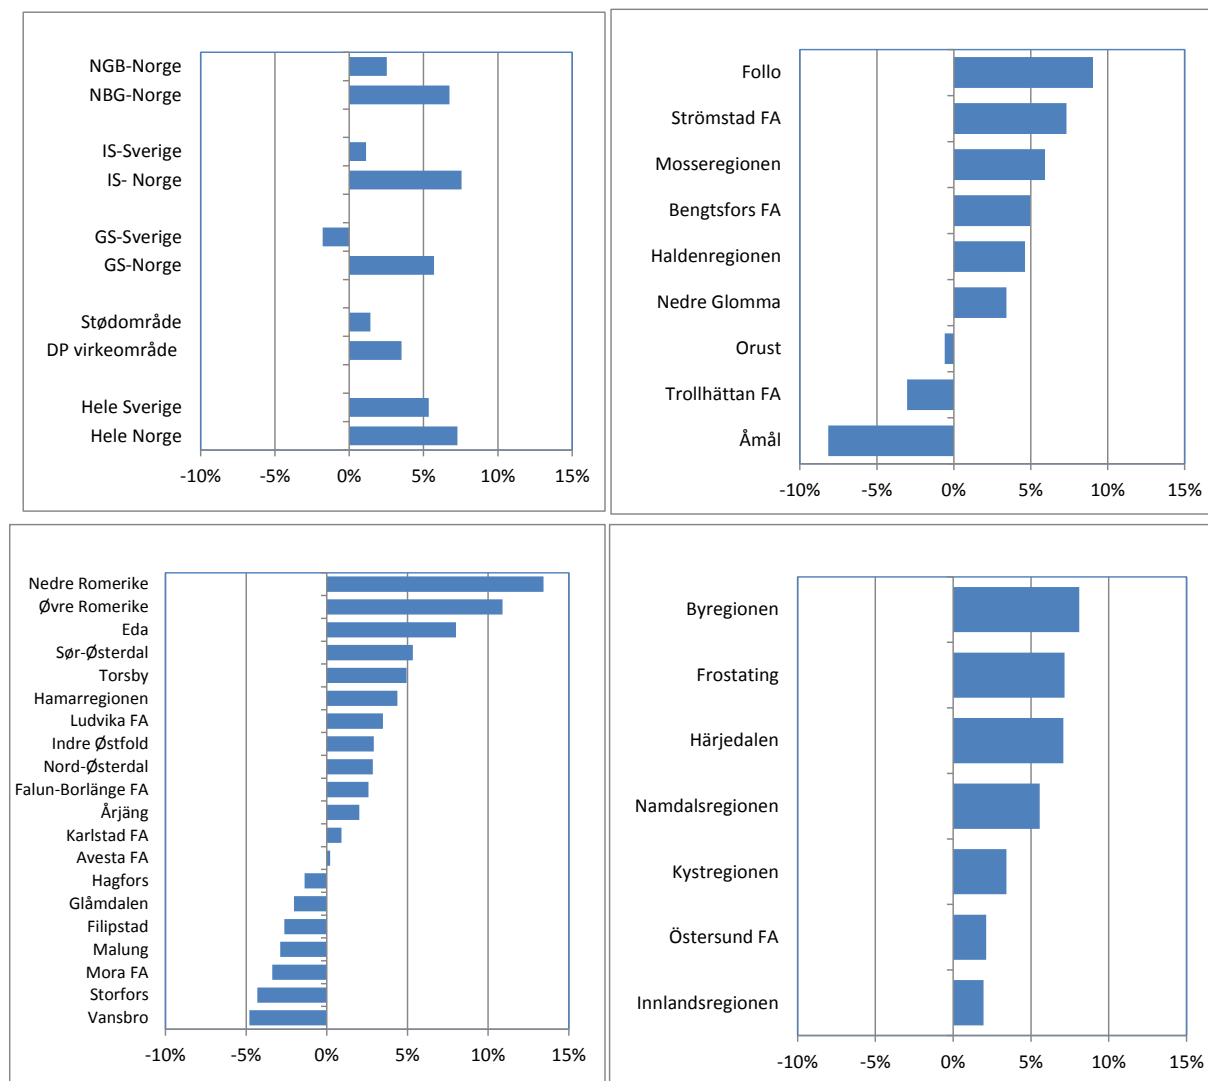 NGB-Norge
NBG-Norge
IS-Sverige
IS- Norge
GS-Sverige
GS-Norge
Stødområde
DP virkeområde
Hele Sverige
Hele Norge
-10% -5% 0% 5% 10% 15%
Follo
Strömstad FA
Mosseregionen
Bengtsfors FA
Haldenregionen
Nedre Glomma
Orust
Trollhättan FA
Åmål
-10% -5% 0% 5% 10% 15%
Nedre Romerike
Øvre Romerike
Eda
Sør-Østerdal
Torsby
Hamarregionen
Ludvika FA
Indre Østfold
Nord-Østerdal
Falun-Borlänge FA
Årjäng
Karlstad FA
Avesta FA
Hagfors
Glåmdalen
Filipstad
Malung
Mora FA
Storfors
Vansbro
-10% -5% 0% 5% 10% 15%
Byregionen
Frostating
Härjedalen
Namdalsregionen
Kystregionen
Östersund FA
Innlandsregionen
-10% -5% 0% 5% 10% 15%